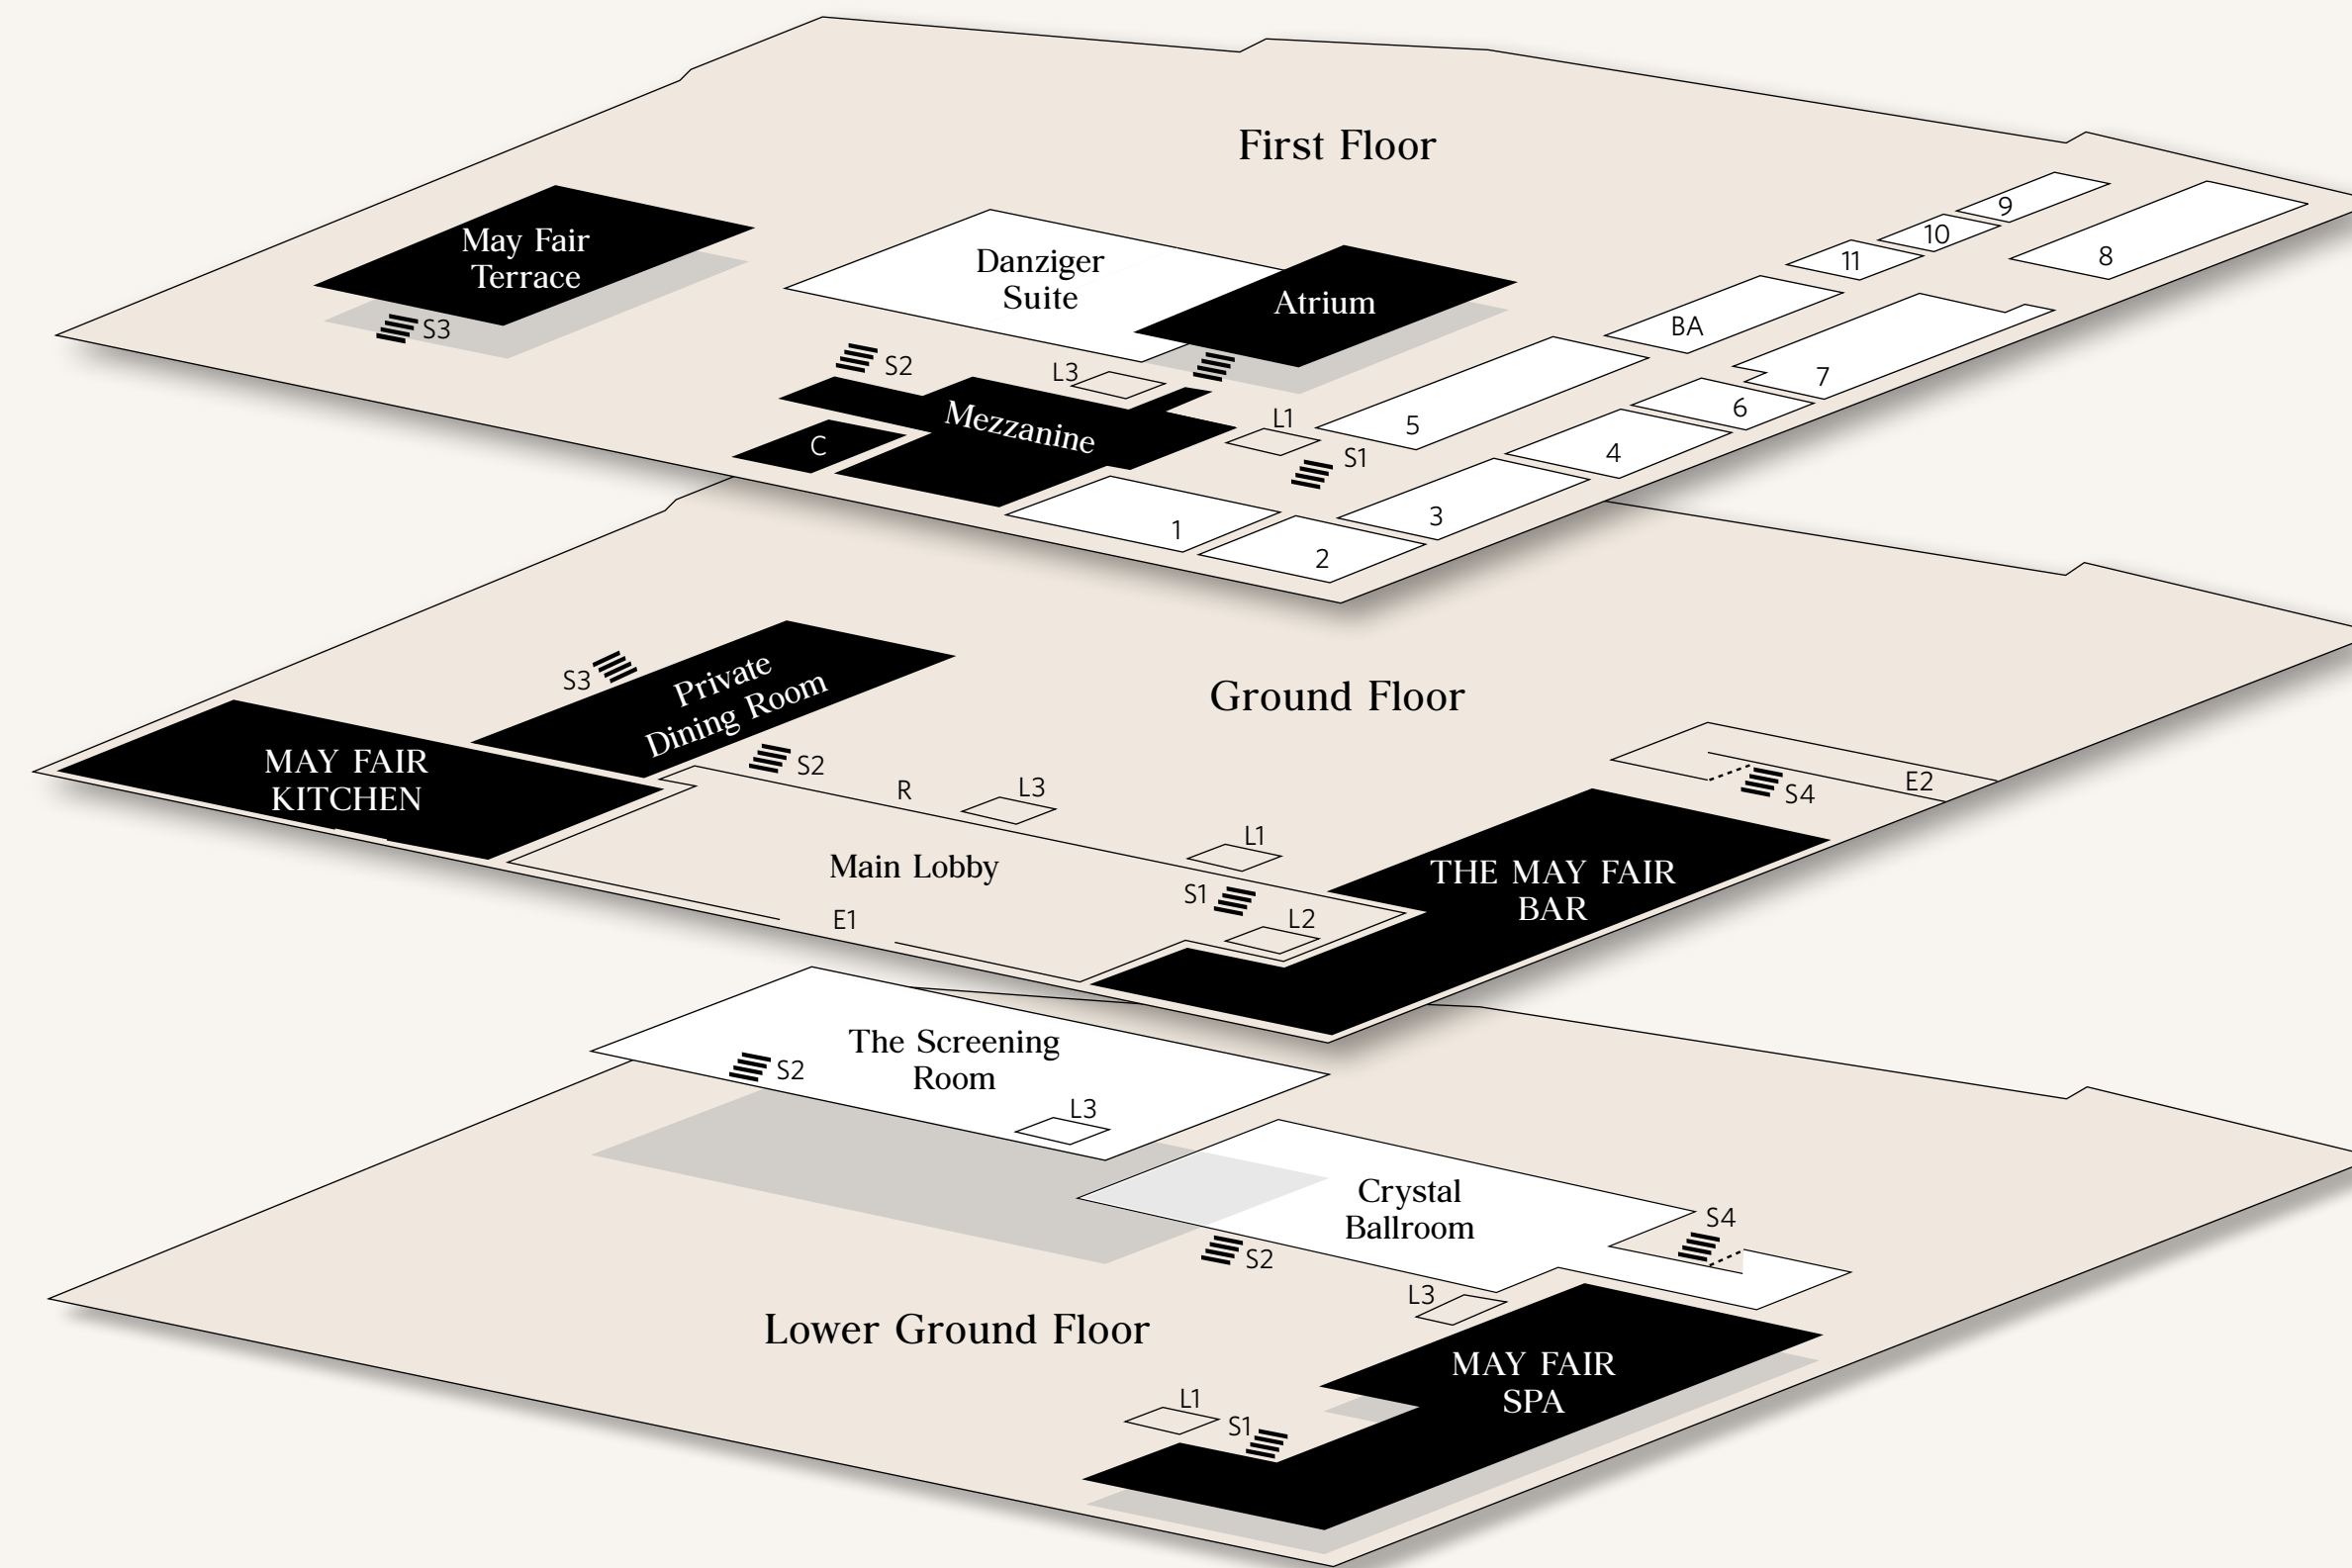 First Floor
May Fair
Terrace
S3
Danziger
Suite
Atrium
S2
L3
Mezzanine
C
L1
S1
1
2
3
4
5
6
7
8
9
10
11
BA
Ground Floor
S3
Private
Dining Room
MAY FAIR
KITCHEN
S2
R
L3
L1
Main Lobby
S1
L2
E1
THE MAY FAIR
BAR
S4
E2
The Screening
Room
S2
L3
Crystal
Ballroom
S4
S2
L3
Lower Ground Floor
MAY FAIR
SPA
L1
S1